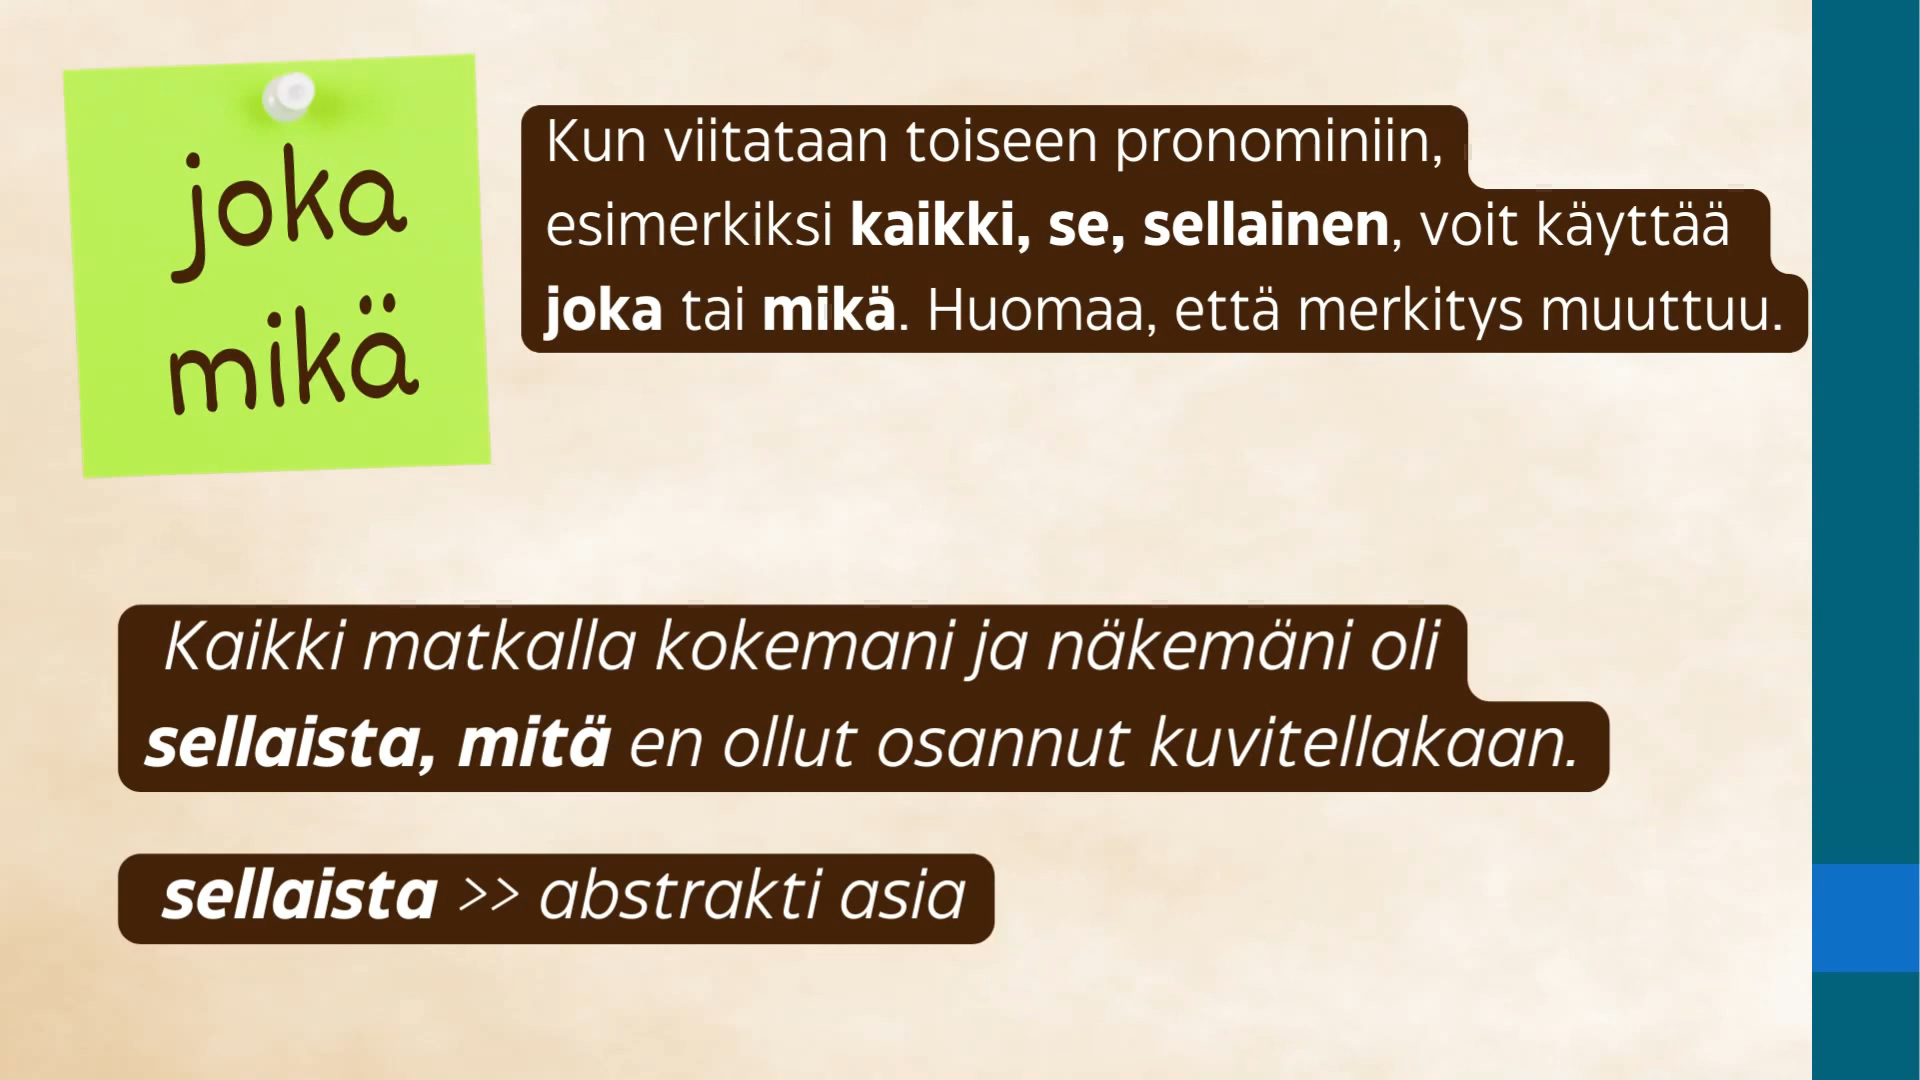 joka
mikä
Kun viitataan toiseen pronominiin,
esimerkiksi kaikki, se, sellainen, voit käyttää
joka tai mikä. Huomaa, että merkitys muuttuu.
Kaikki matkalla kokemani ja näkemäni oli
sellaista, mitä en ollut osannut kuvitellakaan.
sellaista >> abstrakti asia